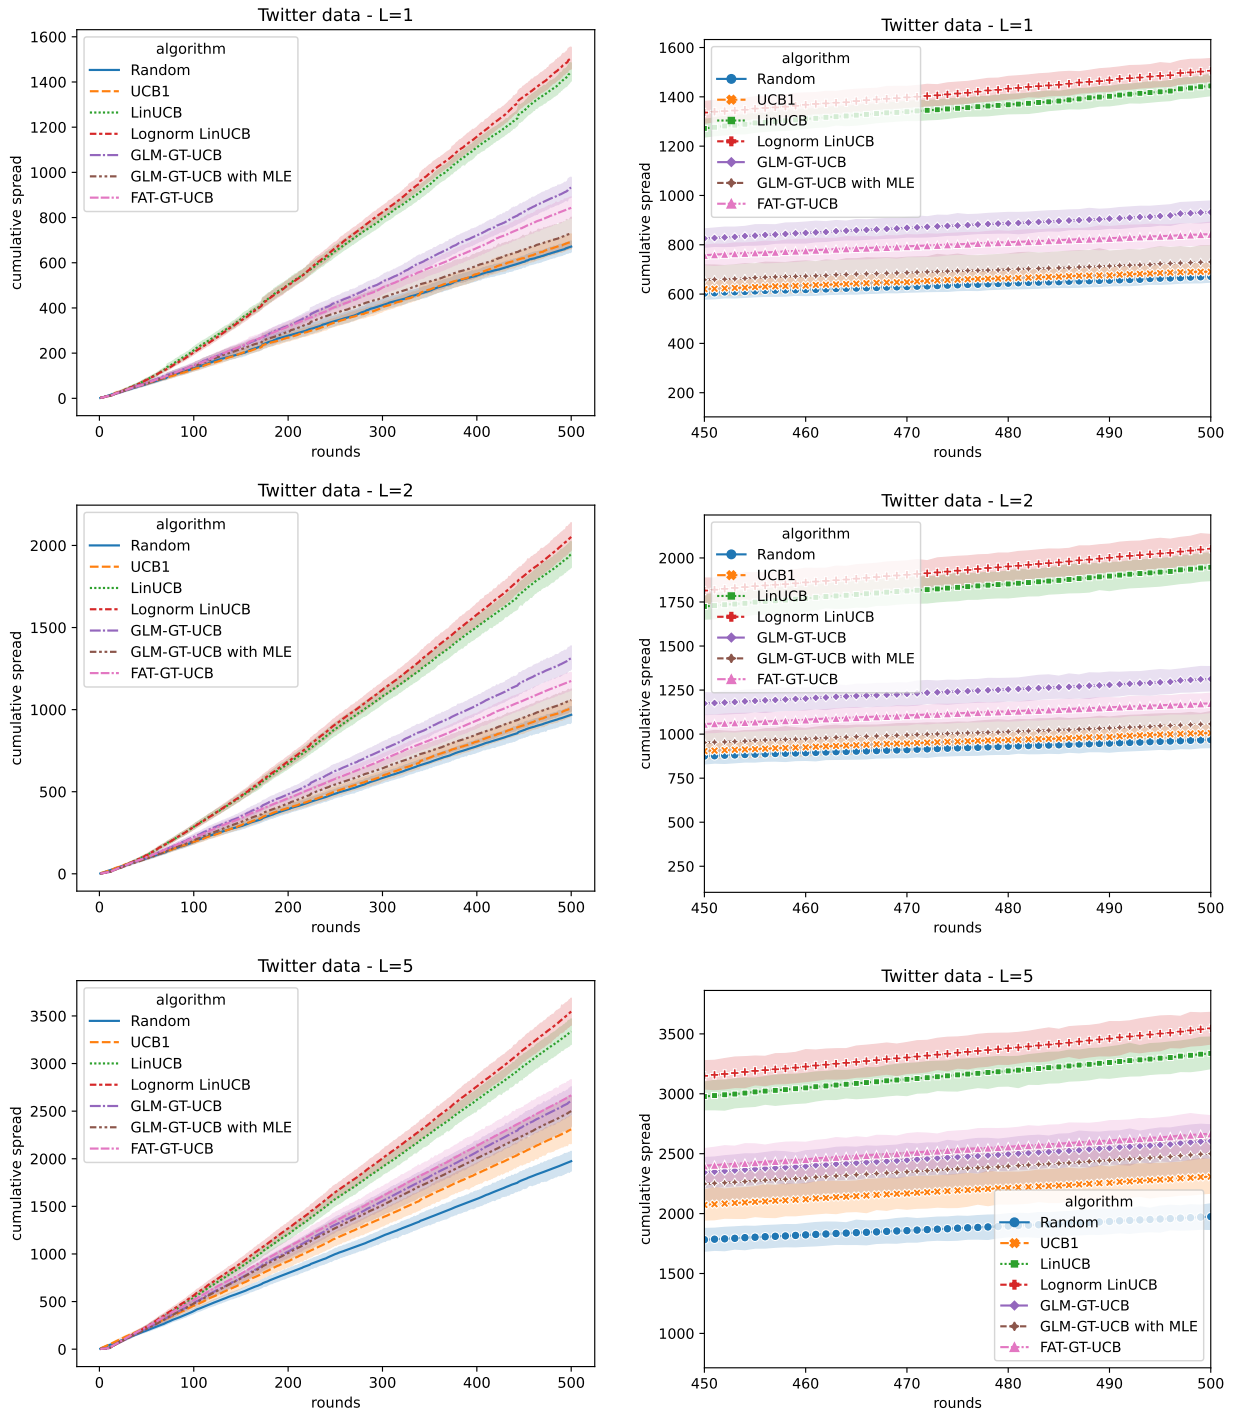 Twitter data - L=1
1600
1400
1200
1000
800
600
400
200
0
cumulative spread
algorithm
Random
UCB1
LinUCB
Lognorm LinUCB
GLM-GT-UCB
GLM-GT-UCB with MLE
FAT-GT-UCB
0 100 200 300 400 500
rounds
Twitter data - L=1
1600
1400
1200
1000
800
600
400
200
cumulative spread
algorithm
Random
UCB1
LinUCB
Lognorm LinUCB
GLM-GT-UCB
GLM-GT-UCB with MLE
FAT-GT-UCB
450 460 470 480 490 500
rounds
Twitter data - L=2
2000
1500
1000
500
0
cumulative spread
algorithm
Random
UCB1
LinUCB
Lognorm LinUCB
GLM-GT-UCB
GLM-GT-UCB with MLE
FAT-GT-UCB
0 100 200 300 400 500
rounds
Twitter data - L=2
2000
1750
1500
1250
1000
750
500
250
cumulative spread
algorithm
Random
UCB1
LinUCB
Lognorm LinUCB
GLM-GT-UCB
GLM-GT-UCB with MLE
FAT-GT-UCB
450 460 470 480 490 500
rounds
Twitter data - L=5
3500
3000
2500
2000
1500
1000
500
0
cumulative spread
algorithm
Random
UCB1
LinUCB
Lognorm LinUCB
GLM-GT-UCB
GLM-GT-UCB with MLE
FAT-GT-UCB
0 100 200 300 400 500
rounds
Twitter data - L=5
3500
3000
2500
2000
1500
1000
cumulative spread
algorithm
Random
UCB1
LinUCB
Lognorm LinUCB
GLM-GT-UCB
GLM-GT-UCB with MLE
FAT-GT-UCB
450 460 470 480 490 500
rounds